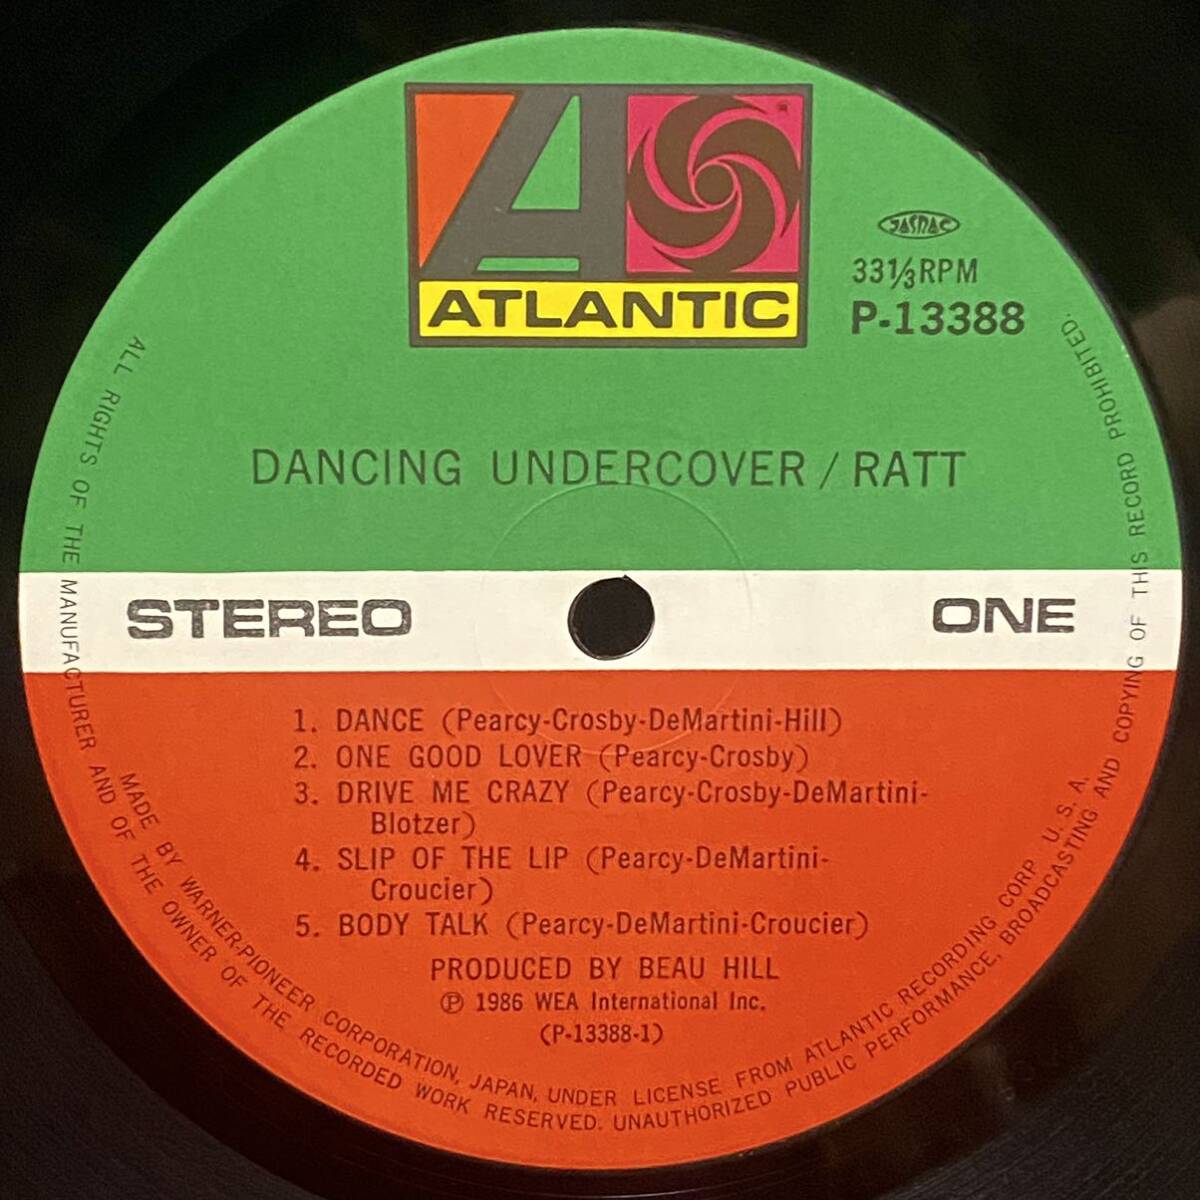 ATLANTIC
JASRAC
33⅓RPM
P-13388
DANCING UNDERCOVER / RATT
STEREO
ONE
1. DANCE (Pearcy-Crosby-DeMartini-Hill)
2. ONE GOOD LOVER (Pearcy-Crosby)
3. DRIVE ME CRAZY (Pearcy-Crosby-DeMartini-
Blotzer)
4. SLIP OF THE LIP (Pearcy-DeMartini-
Croucier)
5. BODY TALK (Pearcy-DeMartini-Croucier)
PRODUCED BY BEAU HILL
Ⓟ 1986 WEA International Inc.
(P-13388-1)
MADE BY WARNER-PIONEER CORPORATION, JAPAN, UNDER LICENSE FROM ATLANTIC RECORDING CORP. U. S. A.
ALL RIGHTS OF THE MANUFACTURER AND OF THE OWNER OF THE RECORDED WORK RESERVED. UNAUTHORIZED PUBLIC PERFORMANCE, BROADCASTING AND COPYING OF THIS RECORD PROHIBITED.